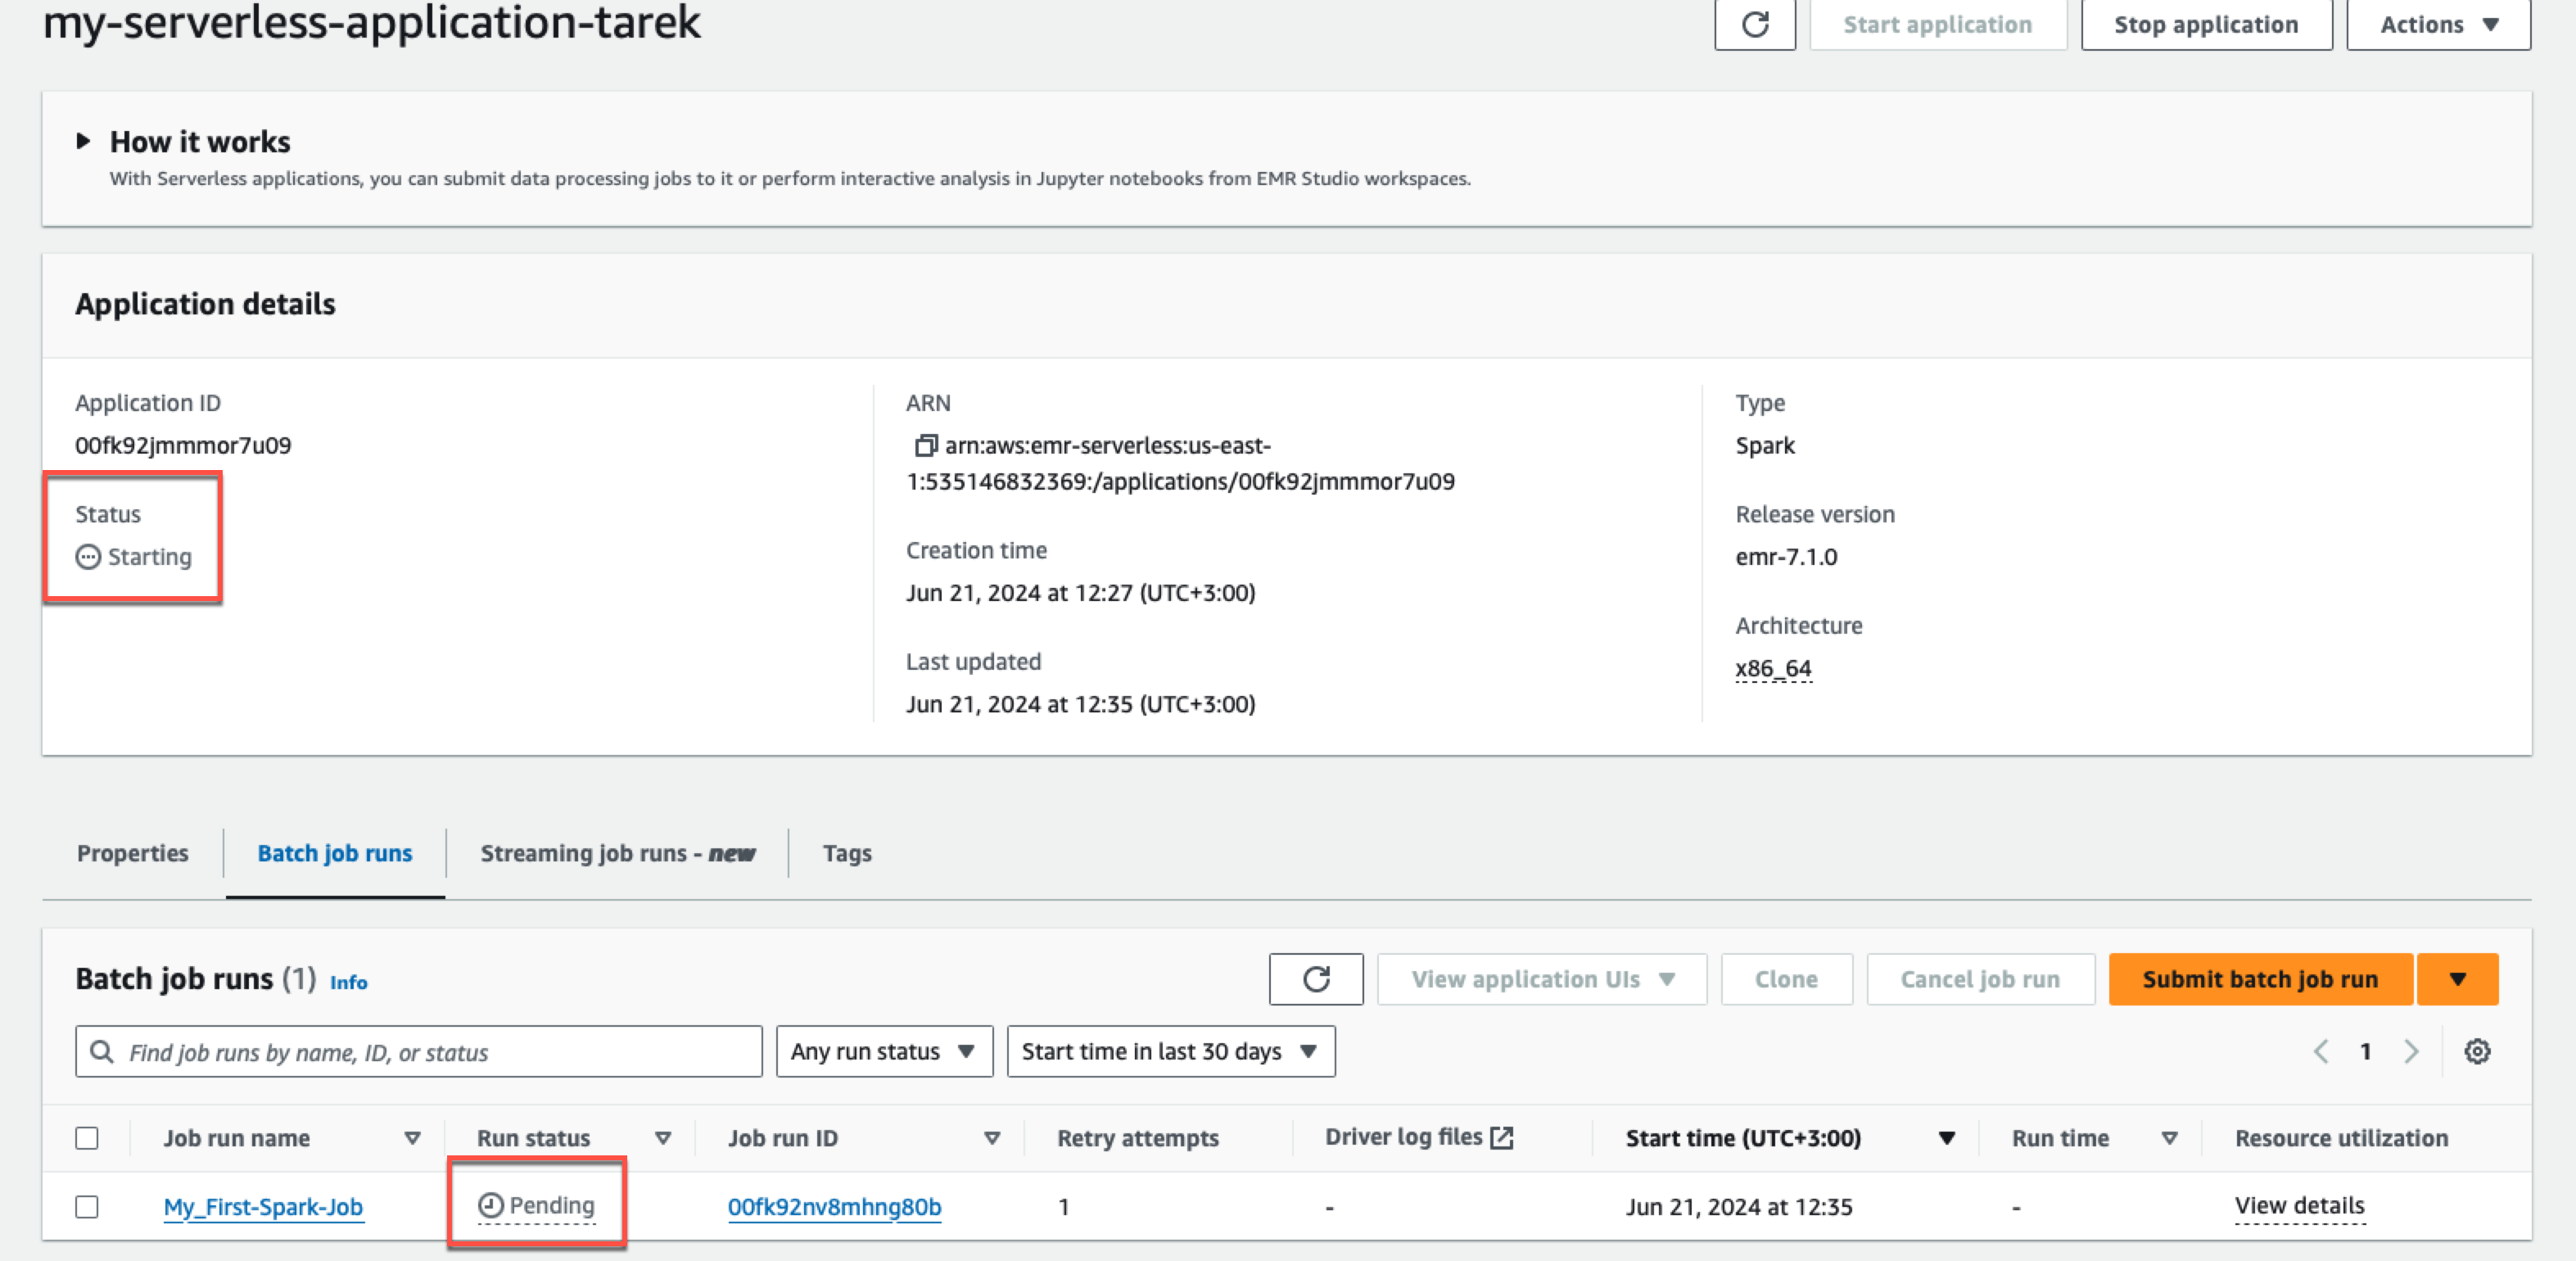 my-serverless-application-tarek
Start application
Stop application
Actions
How it works
With Serverless applications, you can submit data processing jobs to it or perform interactive analysis in Jupyter notebooks from EMR Studio workspaces.
Application details
Application ID
00fk92jmmmor7u09
Status
Starting
ARN
arn:aws:emr-serverless:us-east-
1:535146832369:/applications/00fk92jmmmor7u09
Creation time
Jun 21, 2024 at 12:27 (UTC+3:00)
Last updated
Jun 21, 2024 at 12:35 (UTC+3:00)
Type
Spark
Release version
emr-7.1.0
Architecture
x86_64
Properties
Batch job runs
Streaming job runs - new
Tags
Batch job runs (1) Info
View application UIs
Clone
Cancel job run
Submit batch job run
Find job runs by name, ID, or status
Any run status
Start time in last 30 days
1
Job run name
Run status
Job run ID
Retry attempts
Driver log files
Start time (UTC+3:00)
Run time
Resource utilization
My_First-Spark-Job
Pending
00fk92nv8mhng80b
1
-
Jun 21, 2024 at 12:35
-
View details